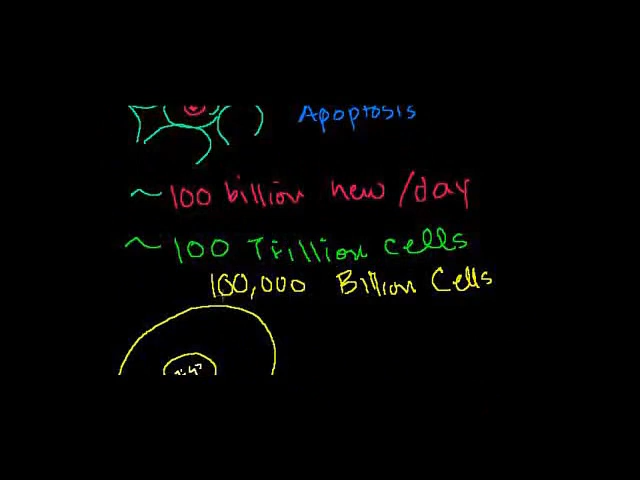 Apoptosis
~ 100 billion new/day
~ 100 Trillion cells
100,000 Billion Cells